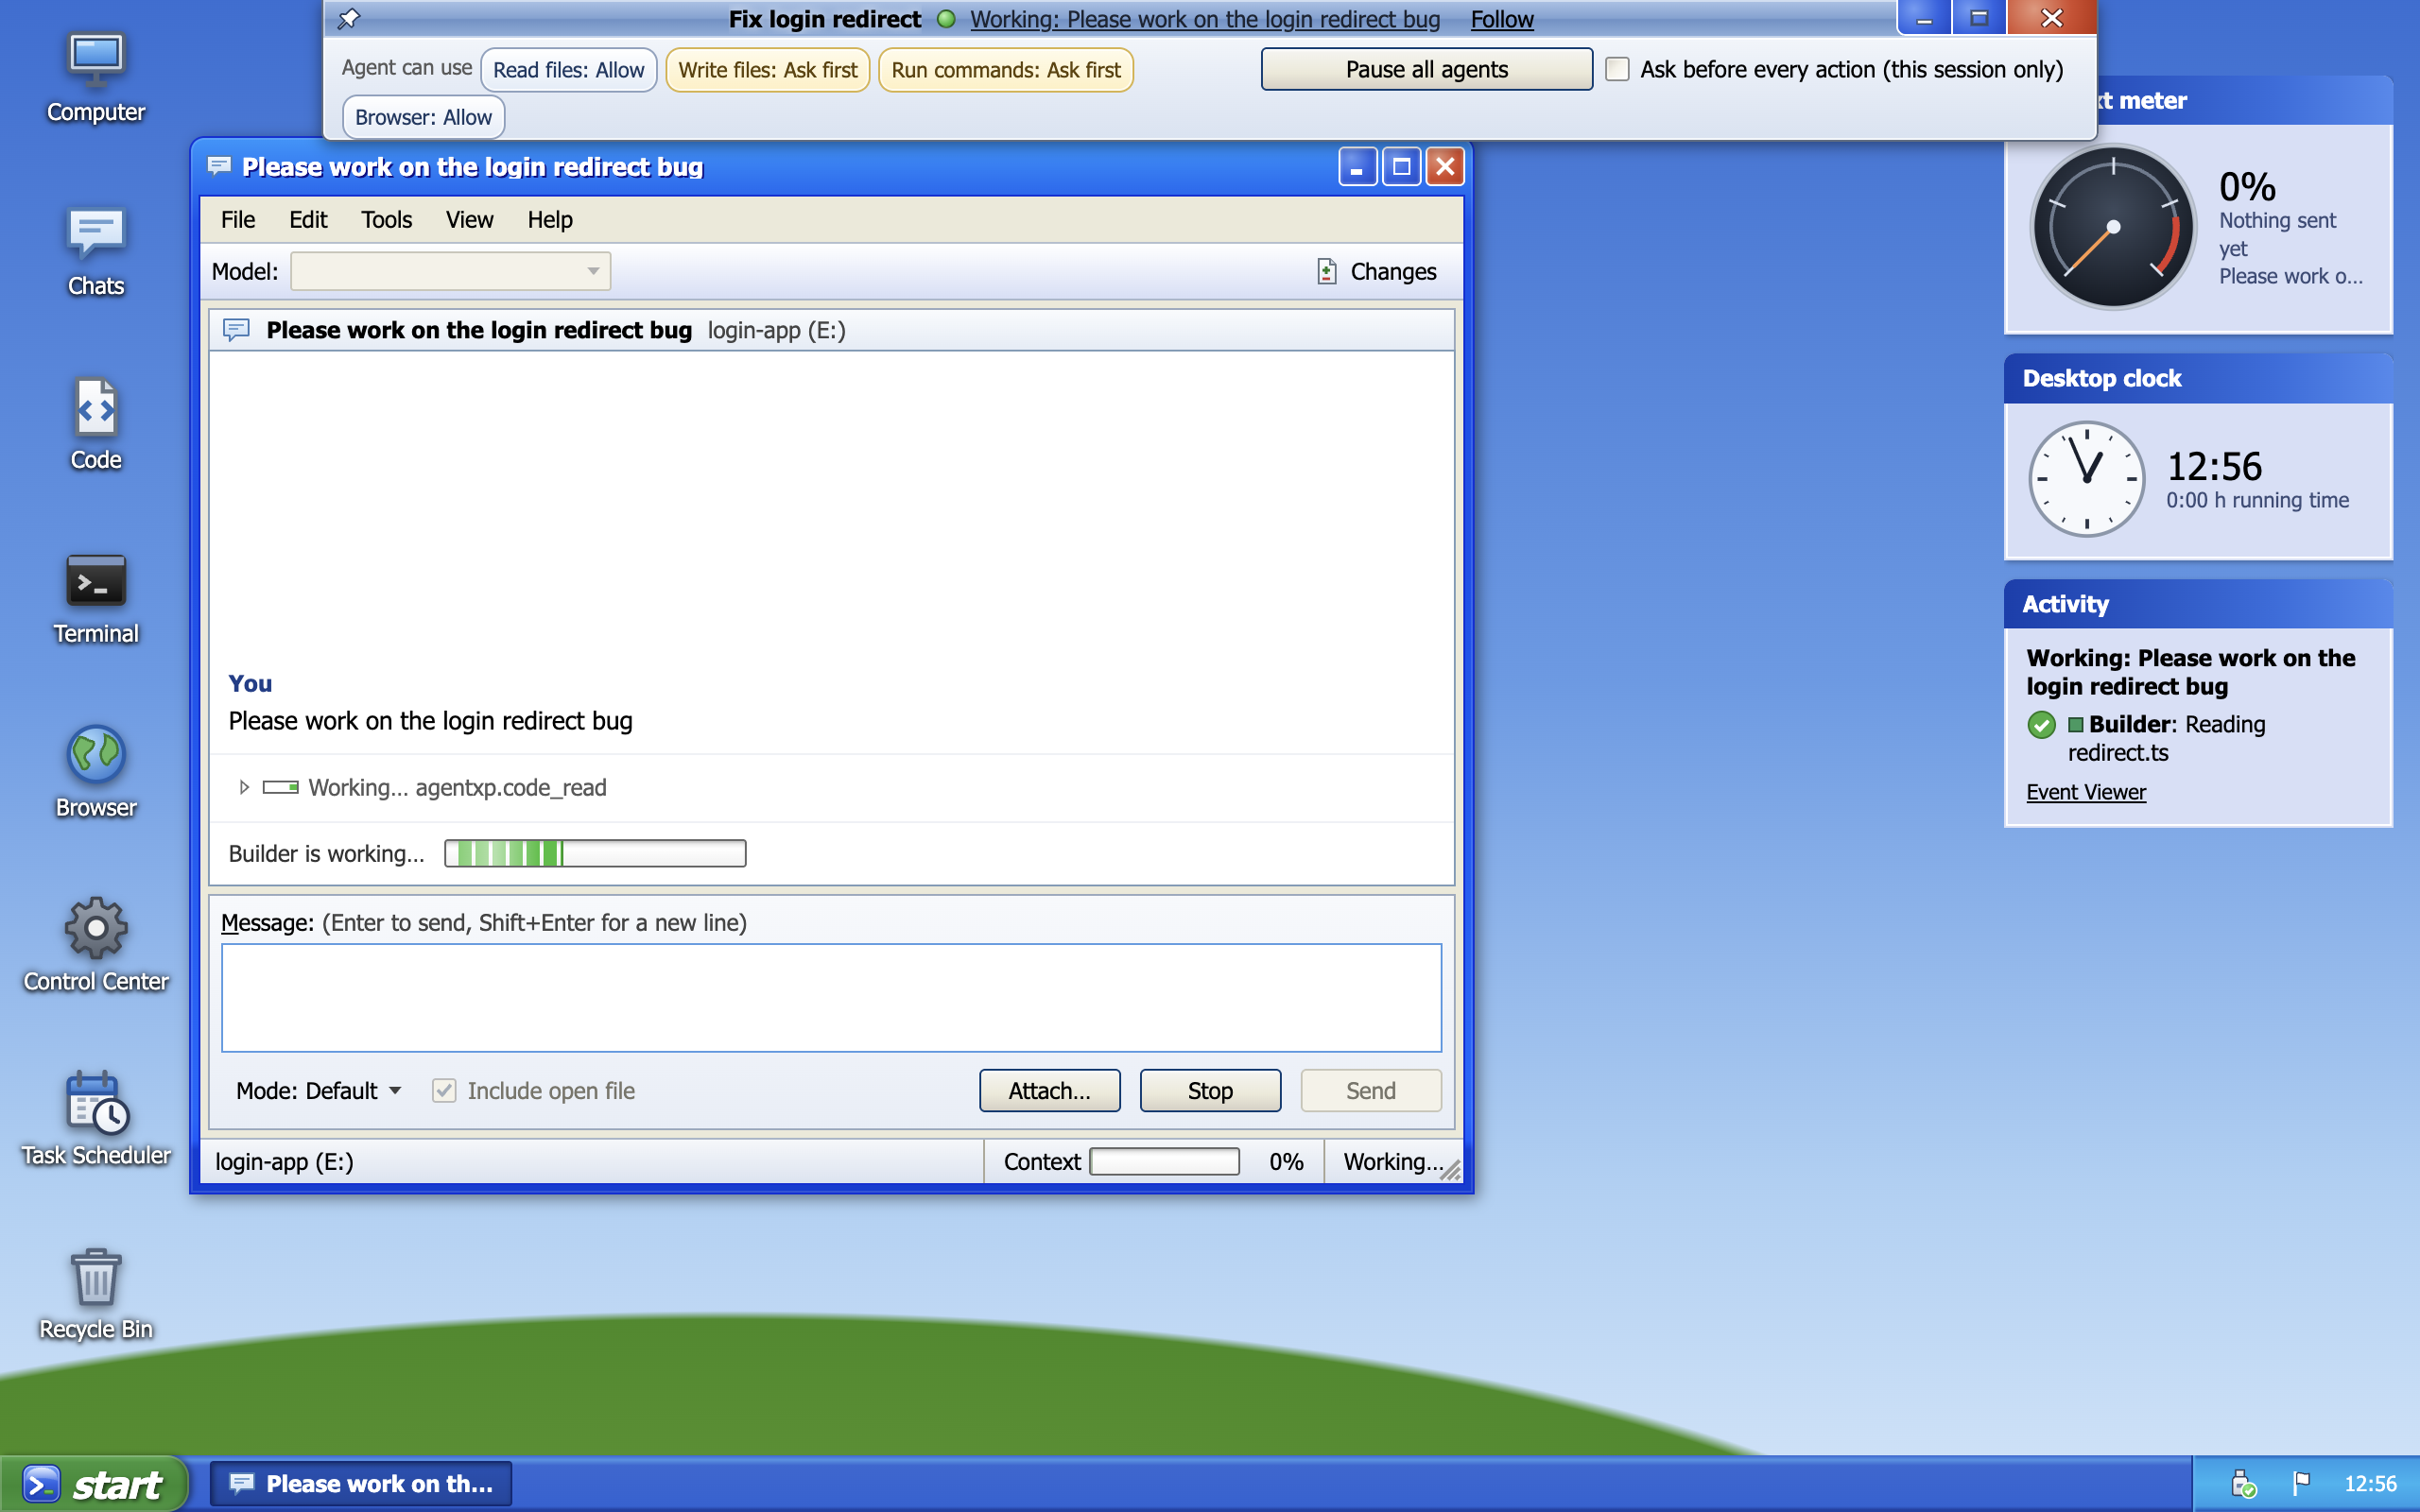 Fix login redirect Working: Please work on the login redirect bug Follow
Agent can use Read files: Allow Write files: Ask first Run commands: Ask first Pause all agents Ask before every action (this session only)
Browser: Allow
Computer
Chats
Code
Terminal
Browser
Control Center
Task Scheduler
Recycle Bin
Please work on the login redirect bug
File Edit Tools View Help
Model: Changes
Please work on the login redirect bug login-app (E:)
You
Please work on the login redirect bug
Working... agentxp.code_read
Builder is working...
Message: (Enter to send, Shift+Enter for a new line)
Mode: Default Include open file Attach... Stop Send
login-app (E:) Context 0% Working...
meter
0%
Nothing sent
yet
Please work o...
Desktop clock
12:56
0:00 h running time
Activity
Working: Please work on the
login redirect bug
Builder: Reading
redirect.ts
Event Viewer
start Please work on th... 12:56